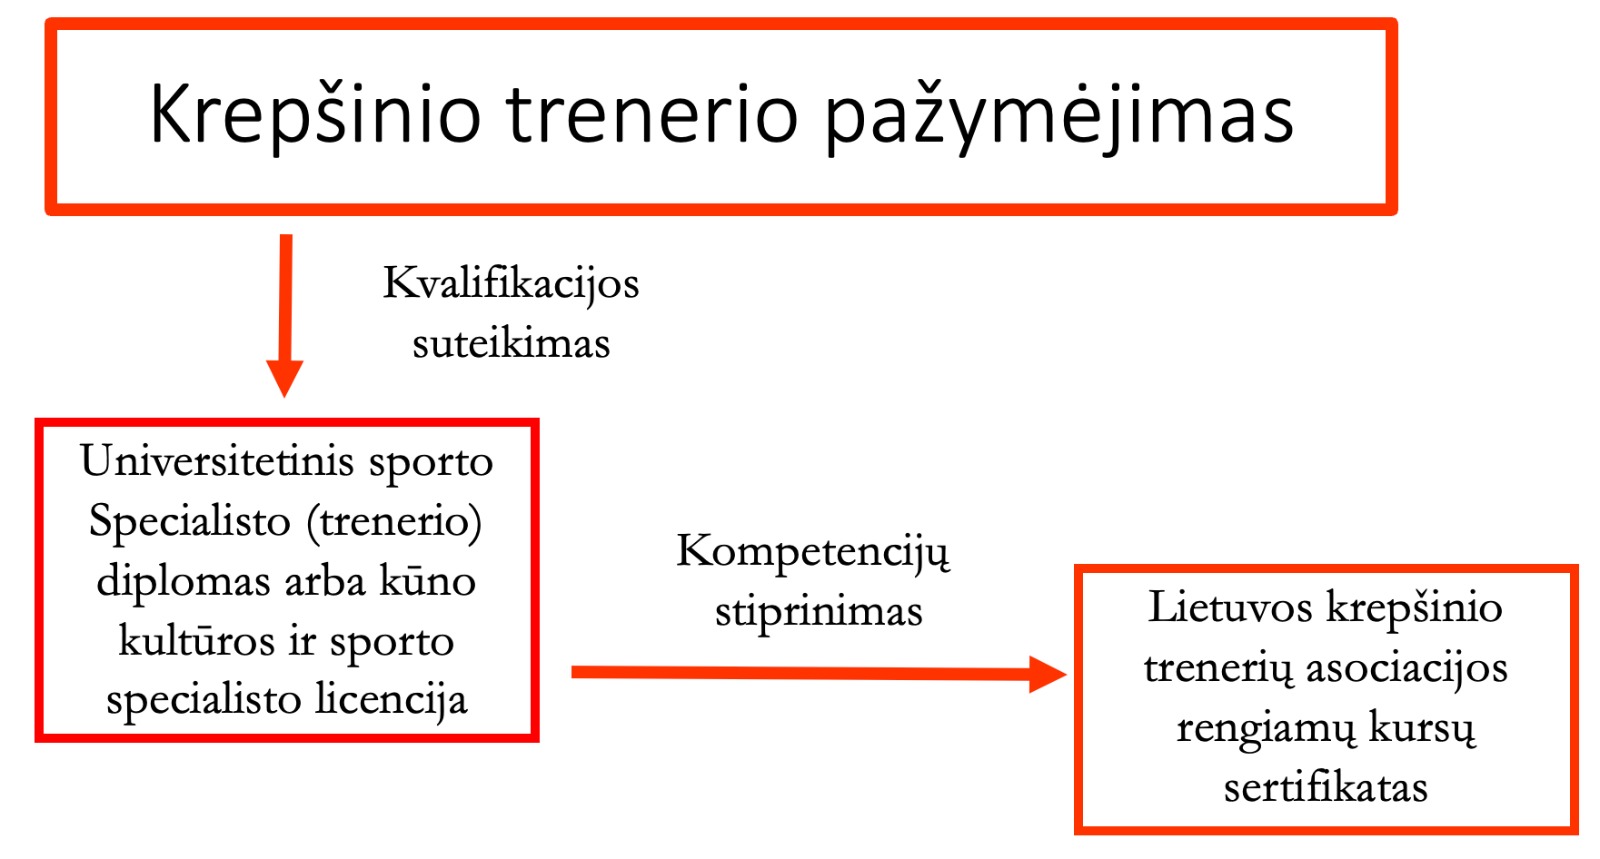 Krepšinio trenerio pažymėjimas
Kvalifikacijos
suteikimas
Universitetinis sporto
Specialisto (trenerio)
diplomas arba kūno
kultūros ir sporto
specialisto licencija
Kompetencijų
stiprinimas
Lietuvos krepšinio
trenerių asociacijos
rengiamų kursų
sertifikatas